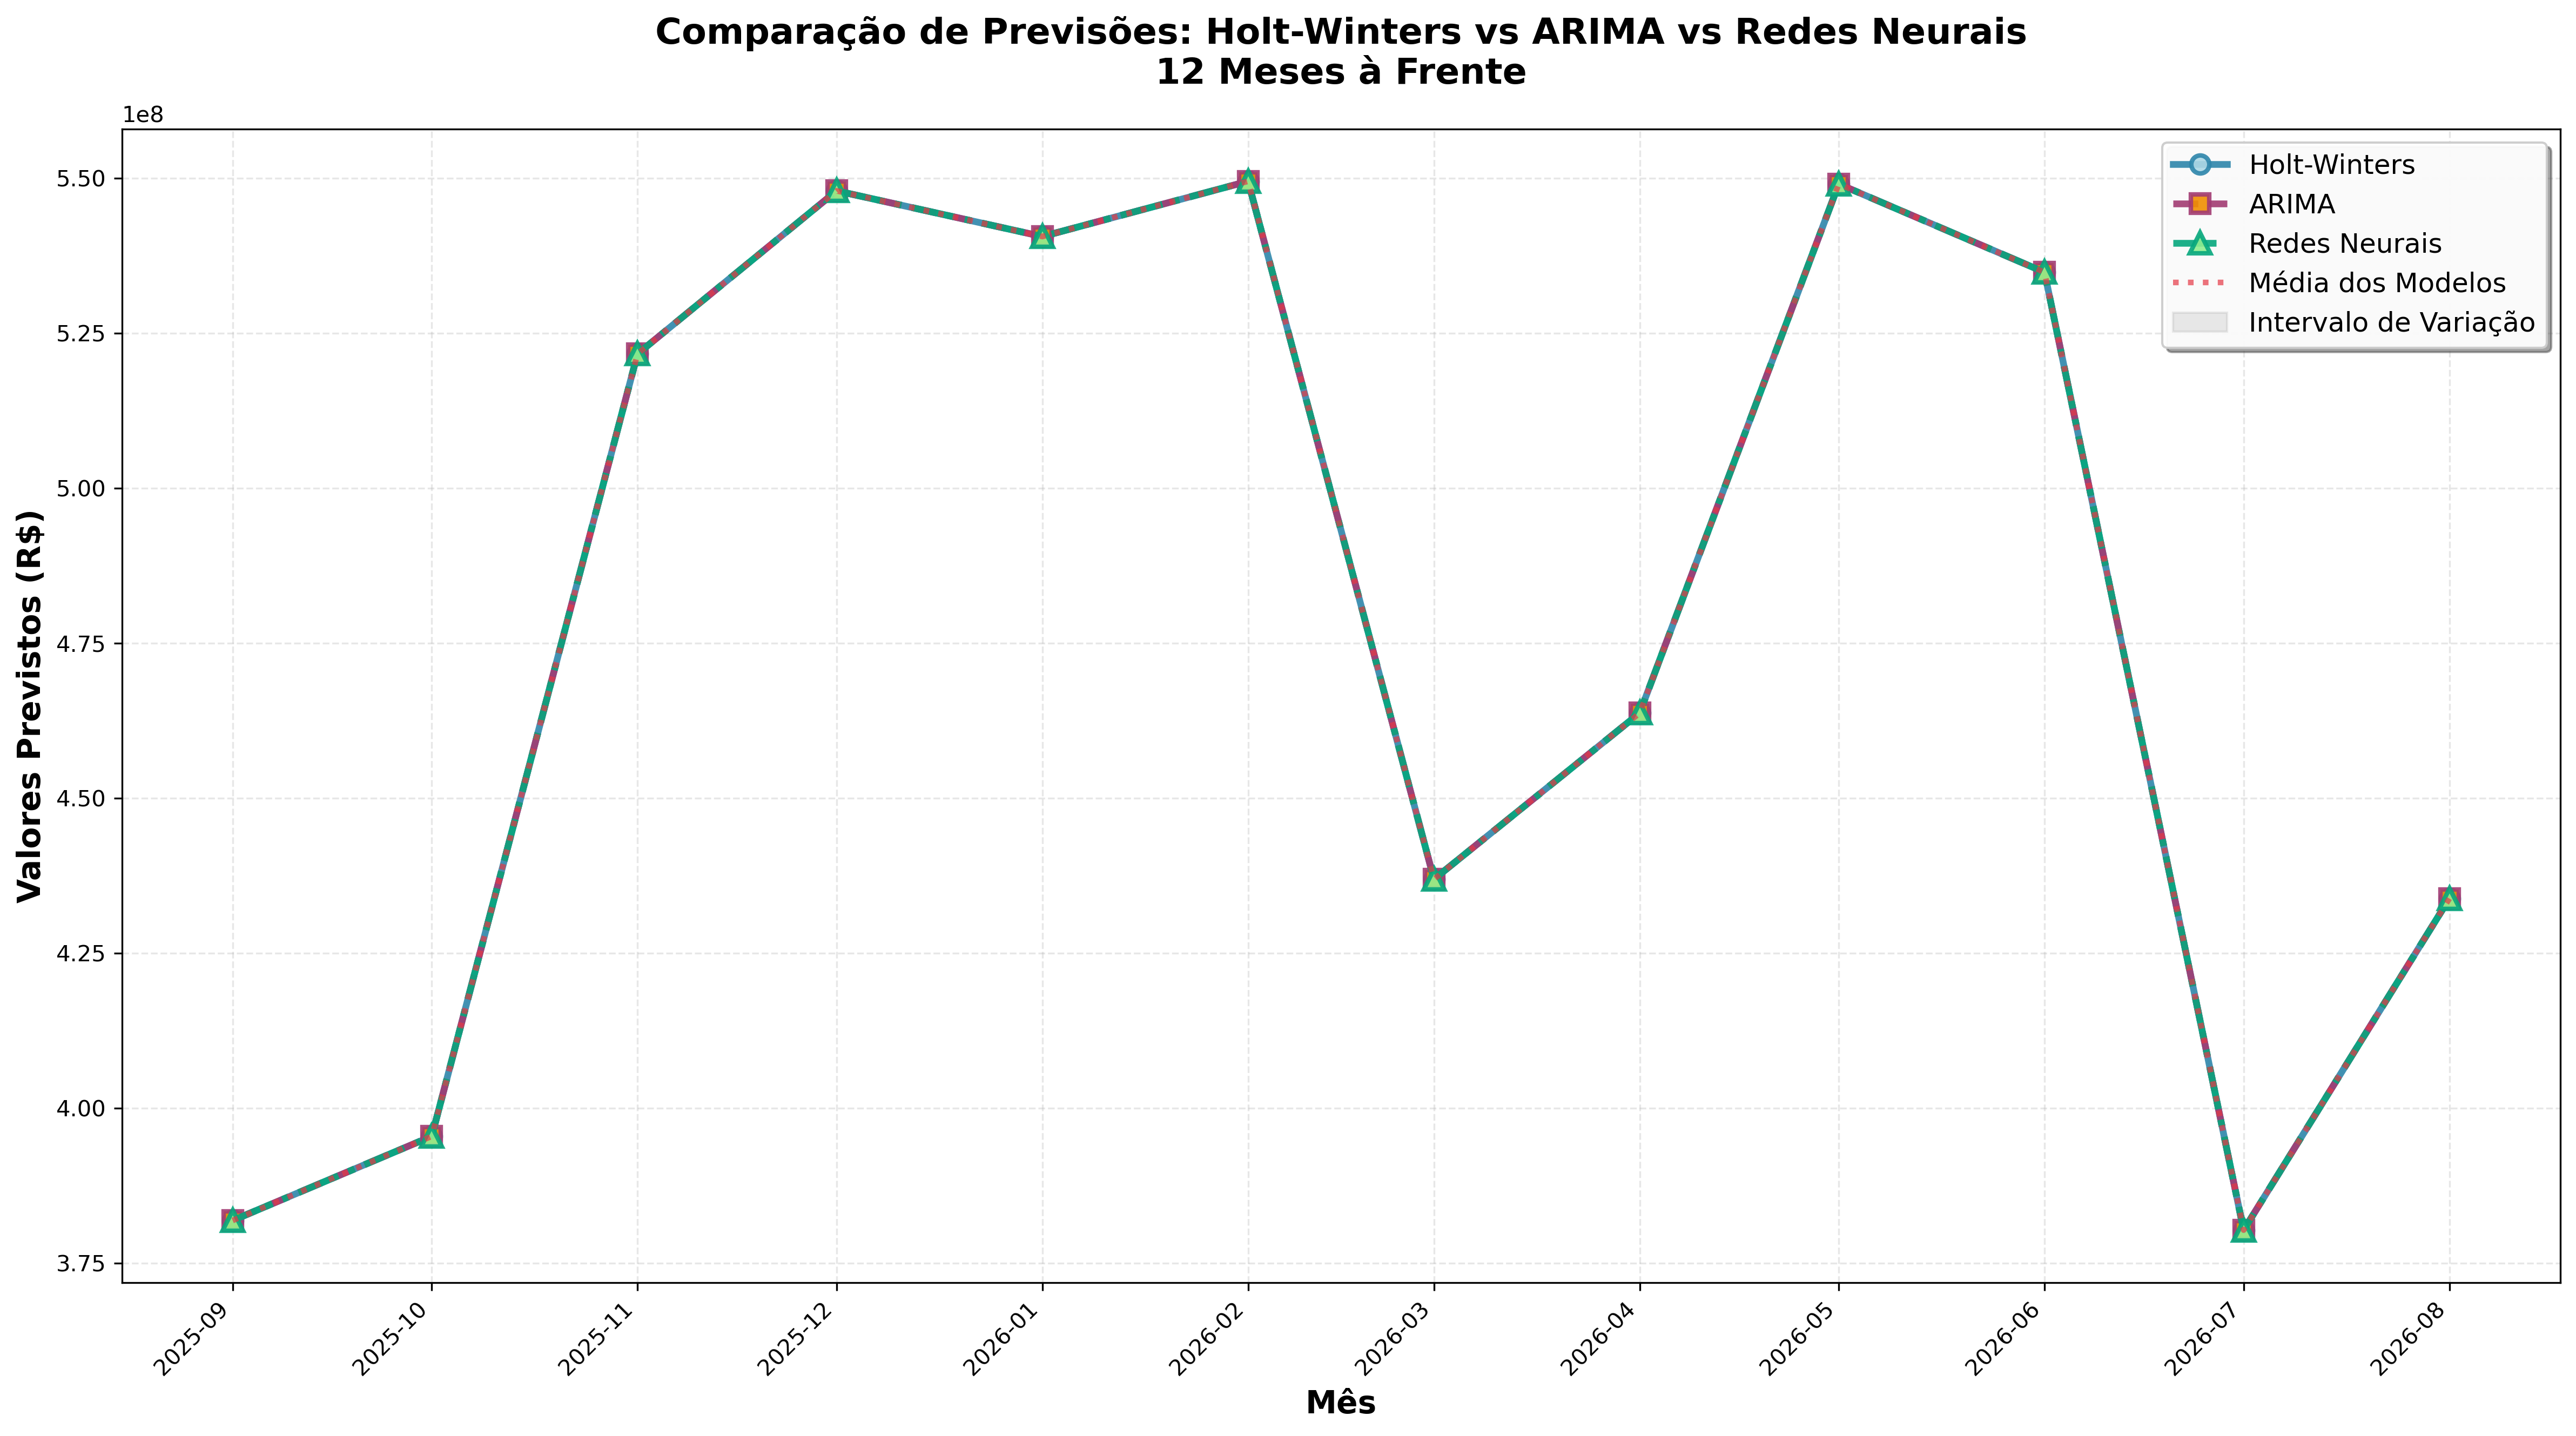 Comparação de Previsões: Holt-Winters vs ARIMA vs Redes Neurais
12 Meses à Frente
1e8
5.50
5.25
5.00
4.75
4.50
4.25
4.00
3.75
Valores Previstos (R$)
Holt-Winters
ARIMA
Redes Neurais
Média dos Modelos
Intervalo de Variação
2025-09
2025-10
2025-11
2025-12
2026-01
2026-02
2026-03
2026-04
2026-05
2026-06
2026-07
2026-08
Mês